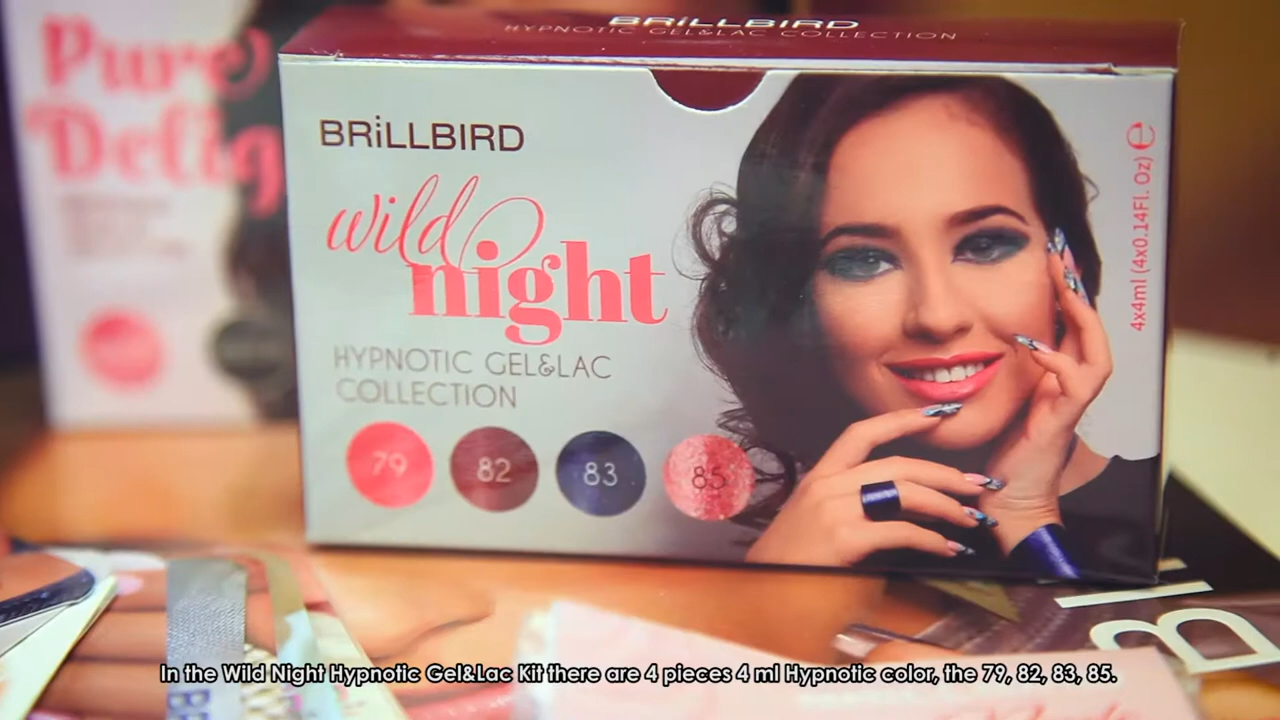 BRiLLBIRD
HYPNOTIC GEL&LAC COLLECTION
Pure
Delig
BRiLLBIRD
wild
night
HYPNOTIC GEL&LAC
COLLECTION
79
82
83
85
4x4ml (4x0.14Fl. Oz) e
In the Wild Night Hypnotic Gel&Lac Kit there are 4 pieces 4 ml Hypnotic color, the 79, 82, 83, 85.